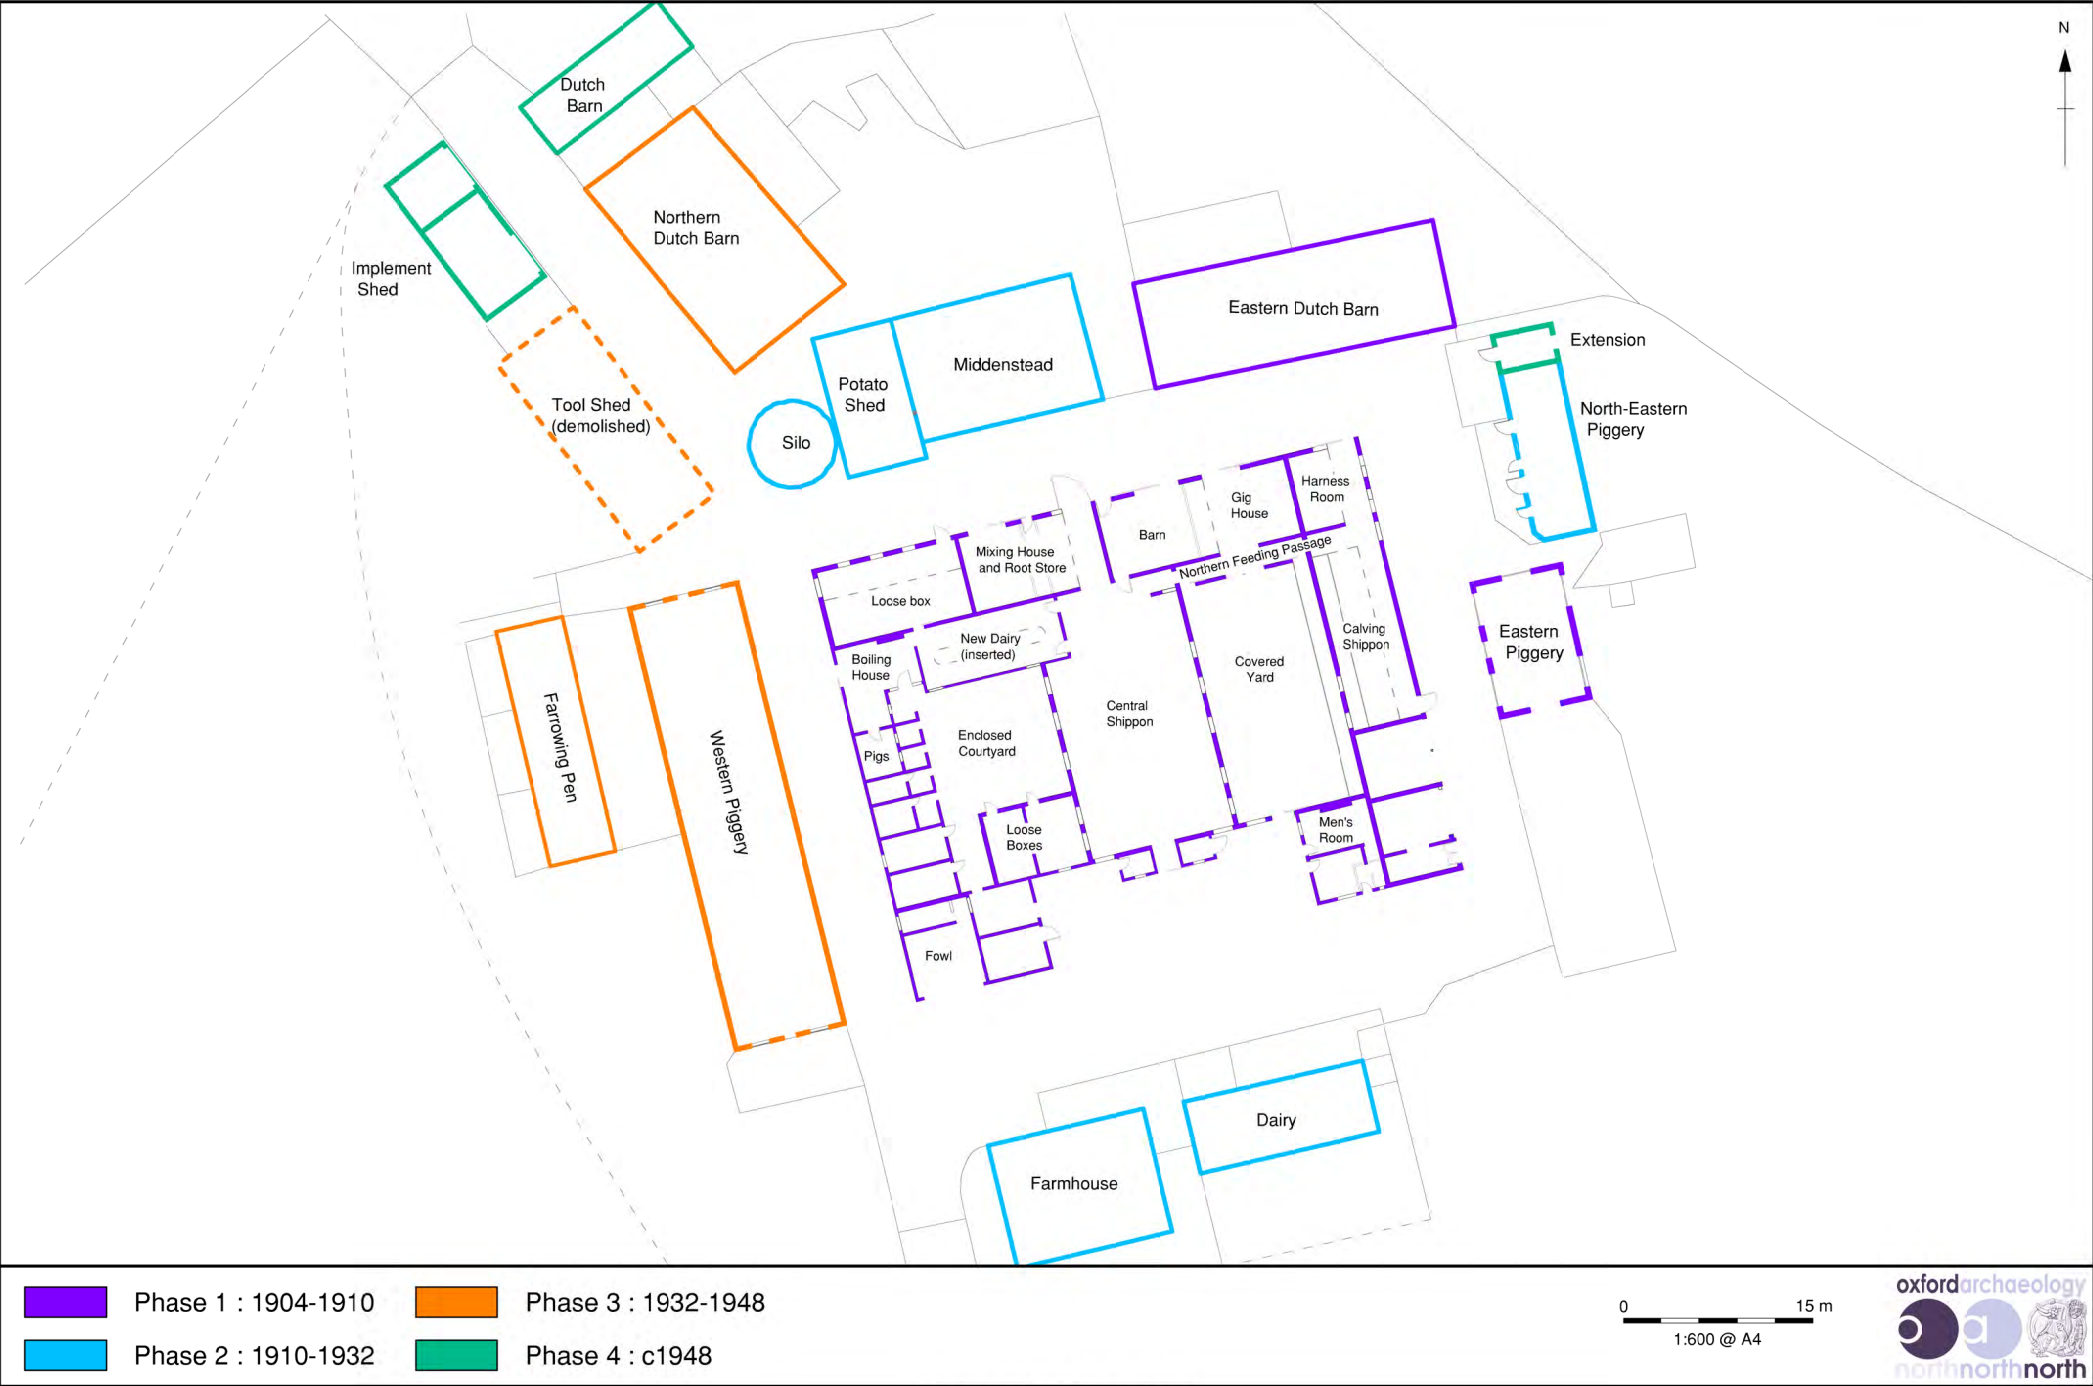 N
Dutch
Barn
Northern
Dutch Barn
Implement
Shed
Eastern Dutch Barn
Extension
Middenstead
Potato
Shed
Tool Shed
(demolished)
North-Eastern
Piggery
Silo
Harness
Room
Gig
House
Barn
Mixing House
and Root Store
Northern Feeding Passage
Loose box
Calving
Shippon
Eastern
Piggery
New Dairy
(inserted)
Boiling
House
Covered
Yard
Central
Shippon
Farrowing Pen
Enclosed
Courtyard
Pigs
Western Piggery
Men's
Room
Loose
Boxes
Fowl
Dairy
Farmhouse
Phase 1 : 1904-1910
Phase 2 : 1910-1932
Phase 3 : 1932-1948
Phase 4 : c1948
0 15 m
1:600 @ A4
oxfordarchaeology
o a
northnorthnorth